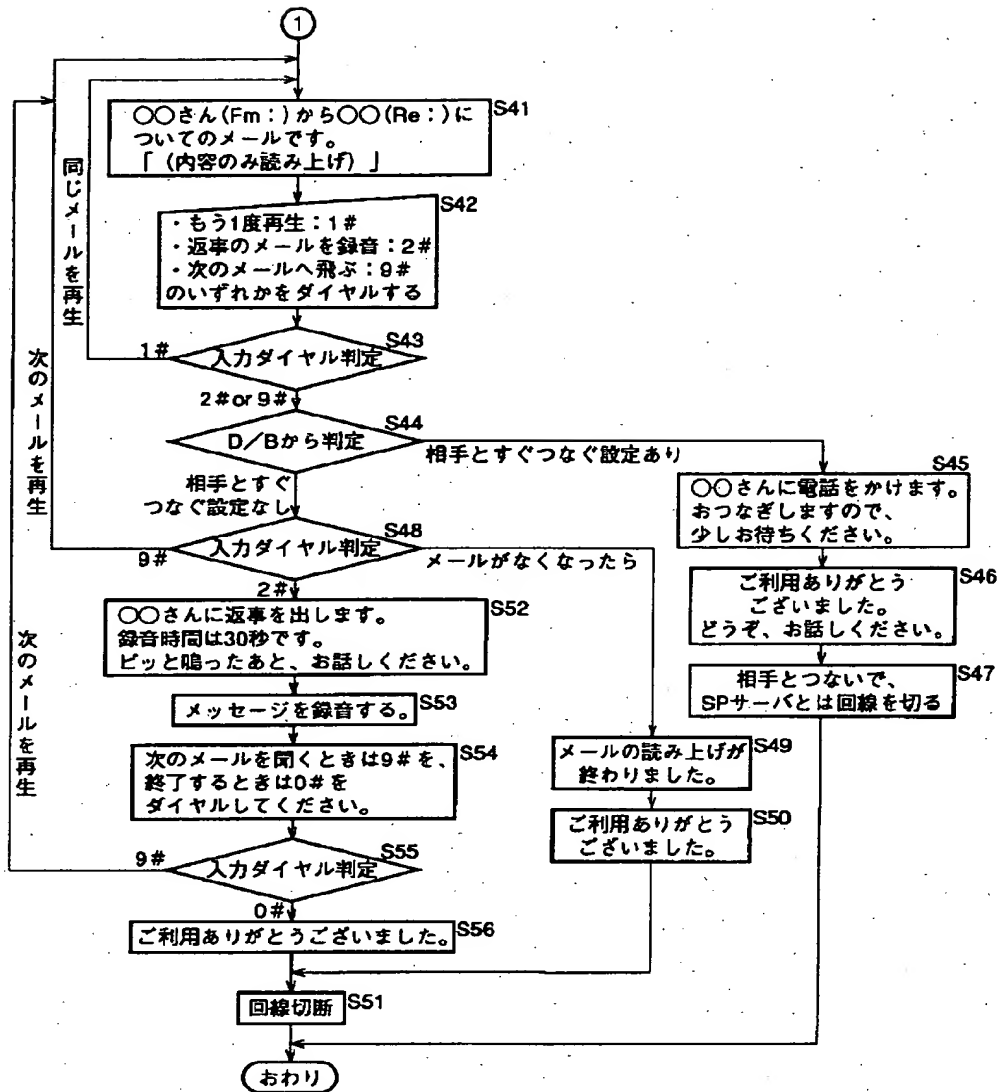 1
○○さん(Fm：)から○○(Re：)に
ついてのメールです。
「(内容のみ読み上げ)」
S41
S42
・もう1度再生：1#
・返事のメールを録音：2#
・次のメールへ飛ぶ：9#
のいずれかをダイヤルする
同じメールを再生
次のメールを再生
次のメールを再生
S43
1#
入力ダイヤル判定
2#or 9#
S44
D/Bから判定
相手とすぐつなぐ設定あり
相手とすぐ
つなぐ設定なし
S45
○○さんに電話をかけます。
おつなぎしますので、
少しお待ちください。
S48
9#
入力ダイヤル判定
メールがなくなったら
2#
S46
ご利用ありがとう
ございました。
どうぞ、お話しください。
S52
○○さんに返事を出します。
録音時間は30秒です。
ピッと鳴ったあと、お話しください。
S47
相手とつないで、
SPサーバとは回線を切る
メッセージを録音する。
S53
S54
次のメールを聞くときは9#を、
終了するときは0#を
ダイヤルしてください。
S49
メールの読み上げが
終わりました。
S50
ご利用ありがとう
ございました。
S55
9#
入力ダイヤル判定
0#
ご利用ありがとうございました。
S56
回線切断
S51
おわり